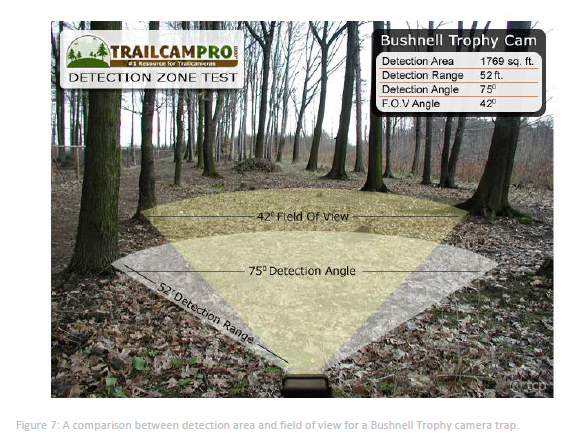 TRAILCAMPRO.com
#1 Resource for Trailcameras
DETECTION ZONE TEST
Bushnell Trophy Cam
Detection Area 1769 sq. ft.
Detection Range 52 ft.
Detection Angle 75⁰
F.O.V Angle 42⁰
42⁰ Field Of View
75⁰ Detection Angle
52' Detection Range
© tcp
Figure 7: A comparison between detection area and field of view for a Bushnell Trophy camera trap.